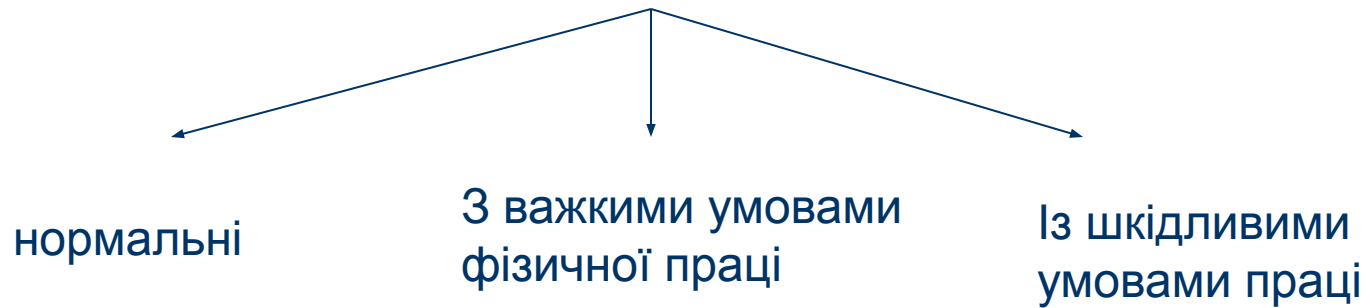 нормальні
З важкими умовами
фізичної праці
Із шкідливими
умовами праці